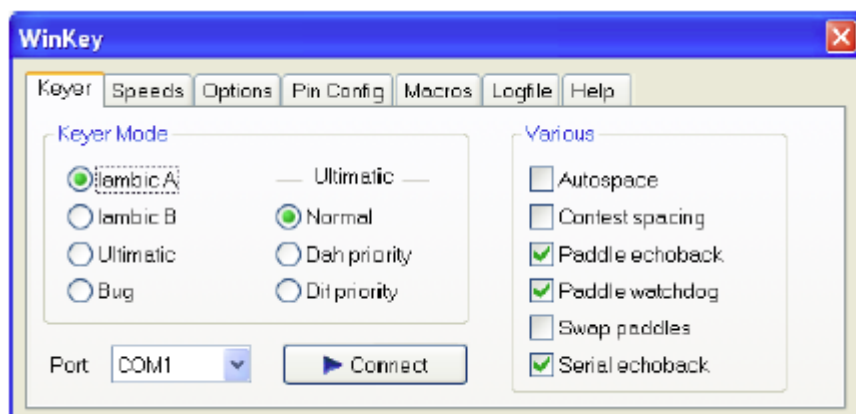 WinKey
Keyer Speeds Options Pin Config Macros Logfile Help
Keyer Mode
Iambic A
Iambic B
Ultimatic
Bug
Ultimatic
Normal
Dah priority
Dit priority
Various
Autospace
Contest spacing
Paddle echoback
Paddle watchdog
Swap paddles
Serial echoback
Port COM1 Connect